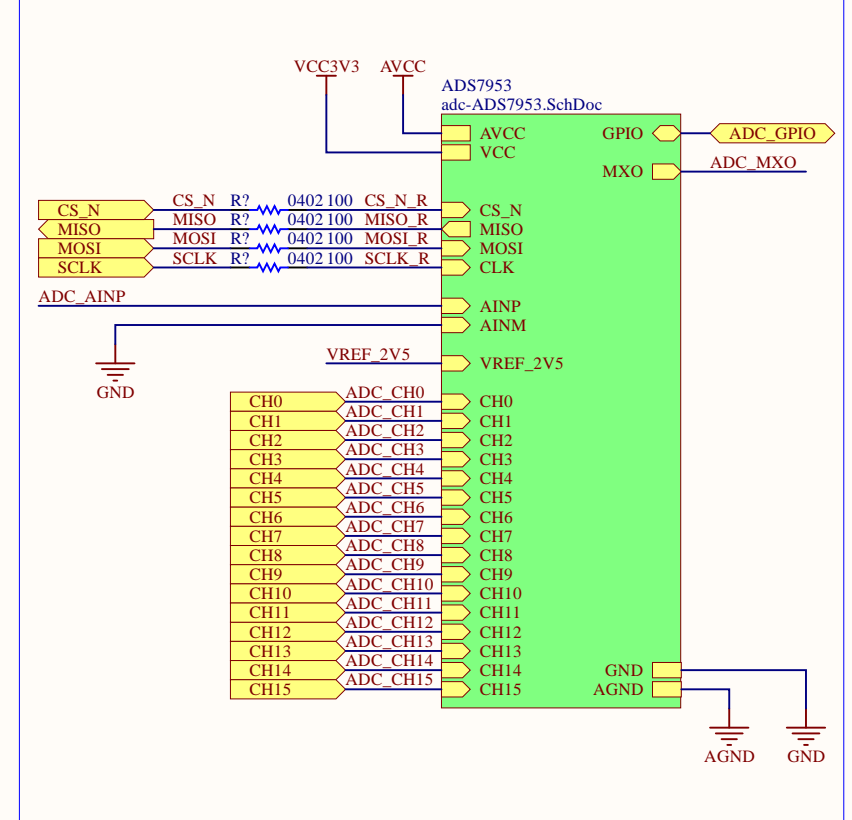 VCC3V3 AVCC
ADS7953
adc-ADS7953.SchDoc
AVCC GPIO ADC_GPIO
VCC
MXO ADC_MXO
CS_N CS_N R? 0402 100 CS_N_R CS_N
MISO MISO R? 0402 100 MISO_R MISO
MOSI MOSI R? 0402 100 MOSI_R MOSI
SCLK SCLK R? 0402 100 SCLK_R CLK
ADC_AINP AINP
AINM
GND
VREF_2V5 VREF_2V5
CH0 ADC_CH0 CH0
CH1 ADC_CH1 CH1
CH2 ADC_CH2 CH2
CH3 ADC_CH3 CH3
CH4 ADC_CH4 CH4
CH5 ADC_CH5 CH5
CH6 ADC_CH6 CH6
CH7 ADC_CH7 CH7
CH8 ADC_CH8 CH8
CH9 ADC_CH9 CH9
CH10 ADC_CH10 CH10
CH11 ADC_CH11 CH11
CH12 ADC_CH12 CH12
CH13 ADC_CH13 CH13
CH14 ADC_CH14 CH14 GND
CH15 ADC_CH15 CH15 AGND
AGND GND